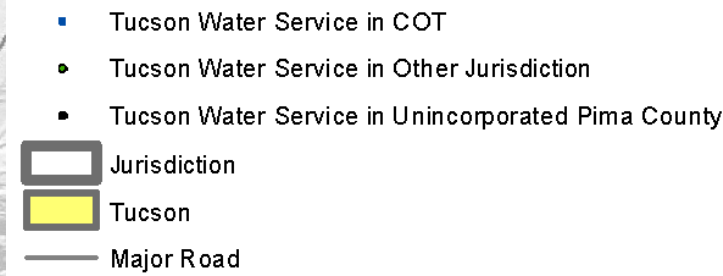 Tucson Water Service in COT
Tucson Water Service in Other Jurisdiction
Tucson Water Service in Unincorporated Pima County
Jurisdiction
Tucson
Major Road